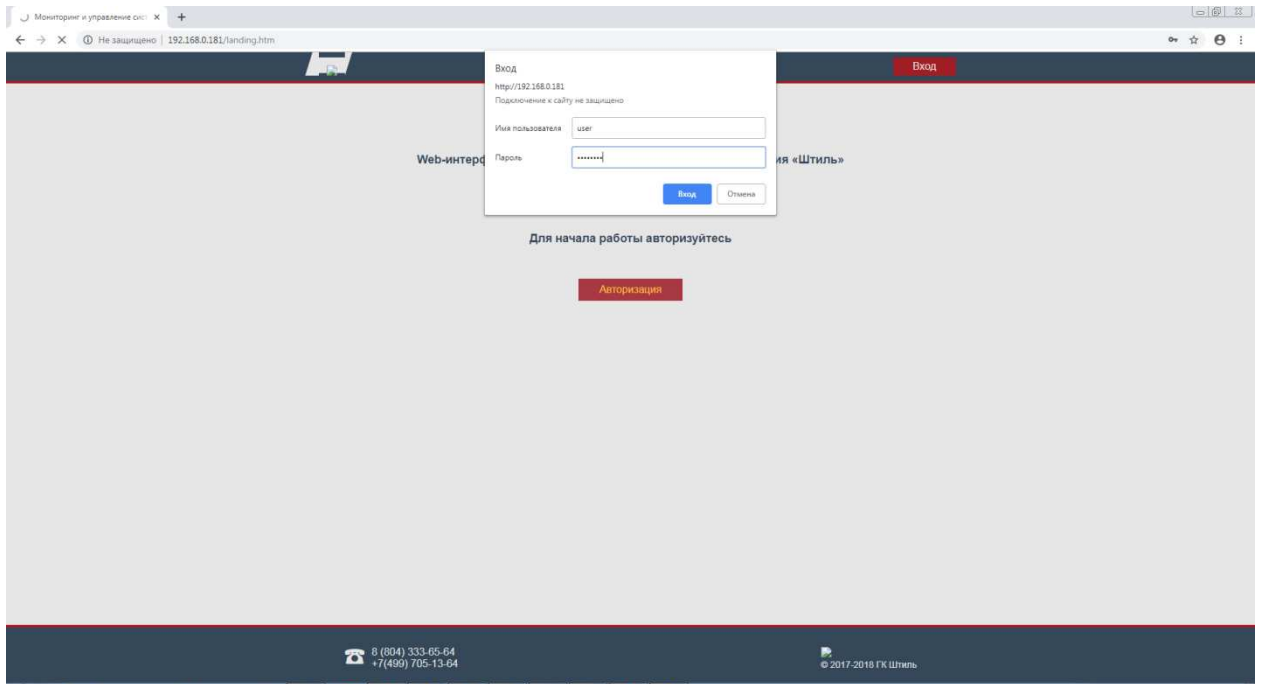 Мониторинг и управление сист
Не защищено | 192.168.0.181/landing.htm
Вход
Вход
http://192.168.0.181
Подключение к сайту не защищено
Имя пользователя user
Пароль ••••••••
Вход Отмена
Web-интерф ия «Штиль»
Для начала работы авторизуйтесь
Авторизация
8 (804) 333-65-64
+7(499) 705-13-64
© 2017-2018 ГК Штиль